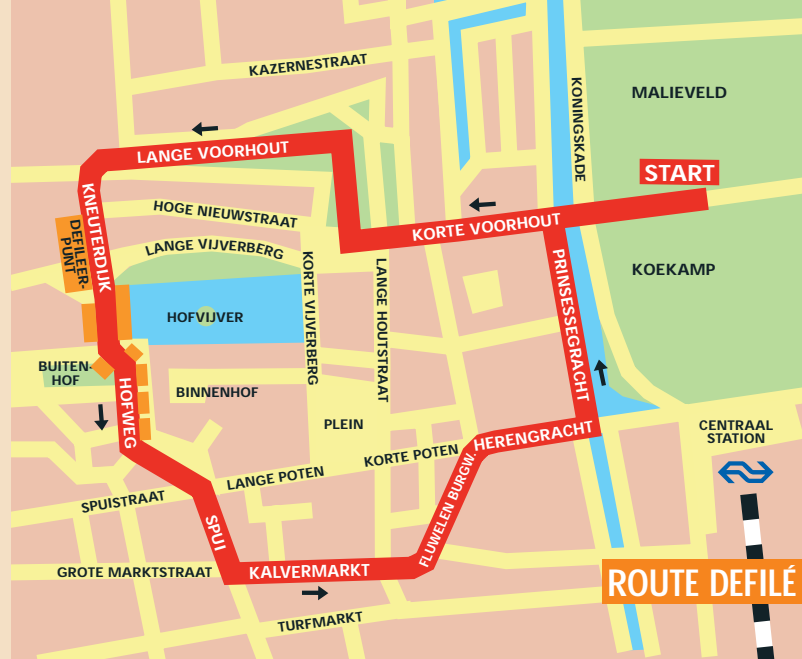 KAZERNESTRAAT
KONINGSKADE
MALIEVELD
START
LANGE VOORHOUT
KNEUTERDIJK
HOGE NIEUWSTRAAT
KORTE VOORHOUT
DEFILEER-
PUNT
LANGE VIJVERBERG
KORTE VIJVERBERG
LANGE HOUTSTRAAT
PRINSESSEGRACHT
KOEKAMP
HOFVIJVER
BUITEN-
HOF
HOFWEG
BINNENHOF
PLEIN
HERENGRACHT
CENTRAAL
STATION
KORTE POTEN
LANGE POTEN
FLUWELEN BURGW.
SPUISTRAAT
SPUI
GROTE MARKTSTRAAT
KALVERMARKT
ROUTE DEFILÉ
TURFMARKT